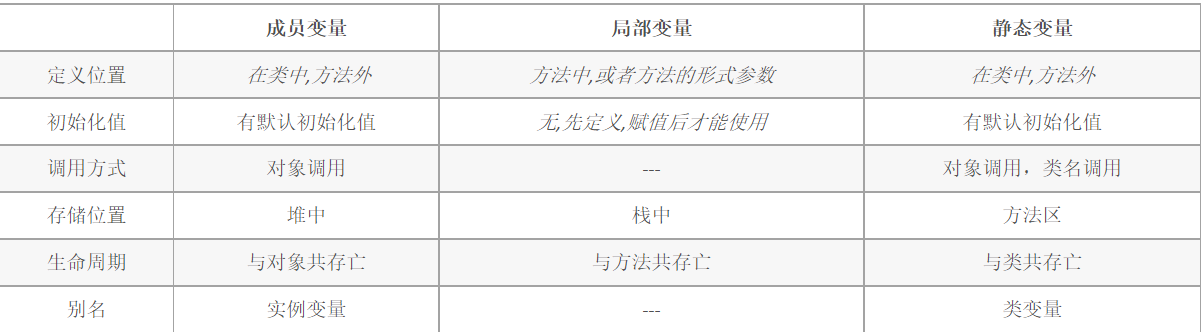 成员变量 局部变量 静态变量
定义位置 在类中,方法外 方法中,或者方法的形式参数 在类中,方法外
初始化值 有默认初始化值 无,先定义,赋值后才能使用 有默认初始化值
调用方式 对象调用 --- 对象调用，类名调用
存储位置 堆中 栈中 方法区
生命周期 与对象共存亡 与方法共存亡 与类共存亡
别名 实例变量 --- 类变量